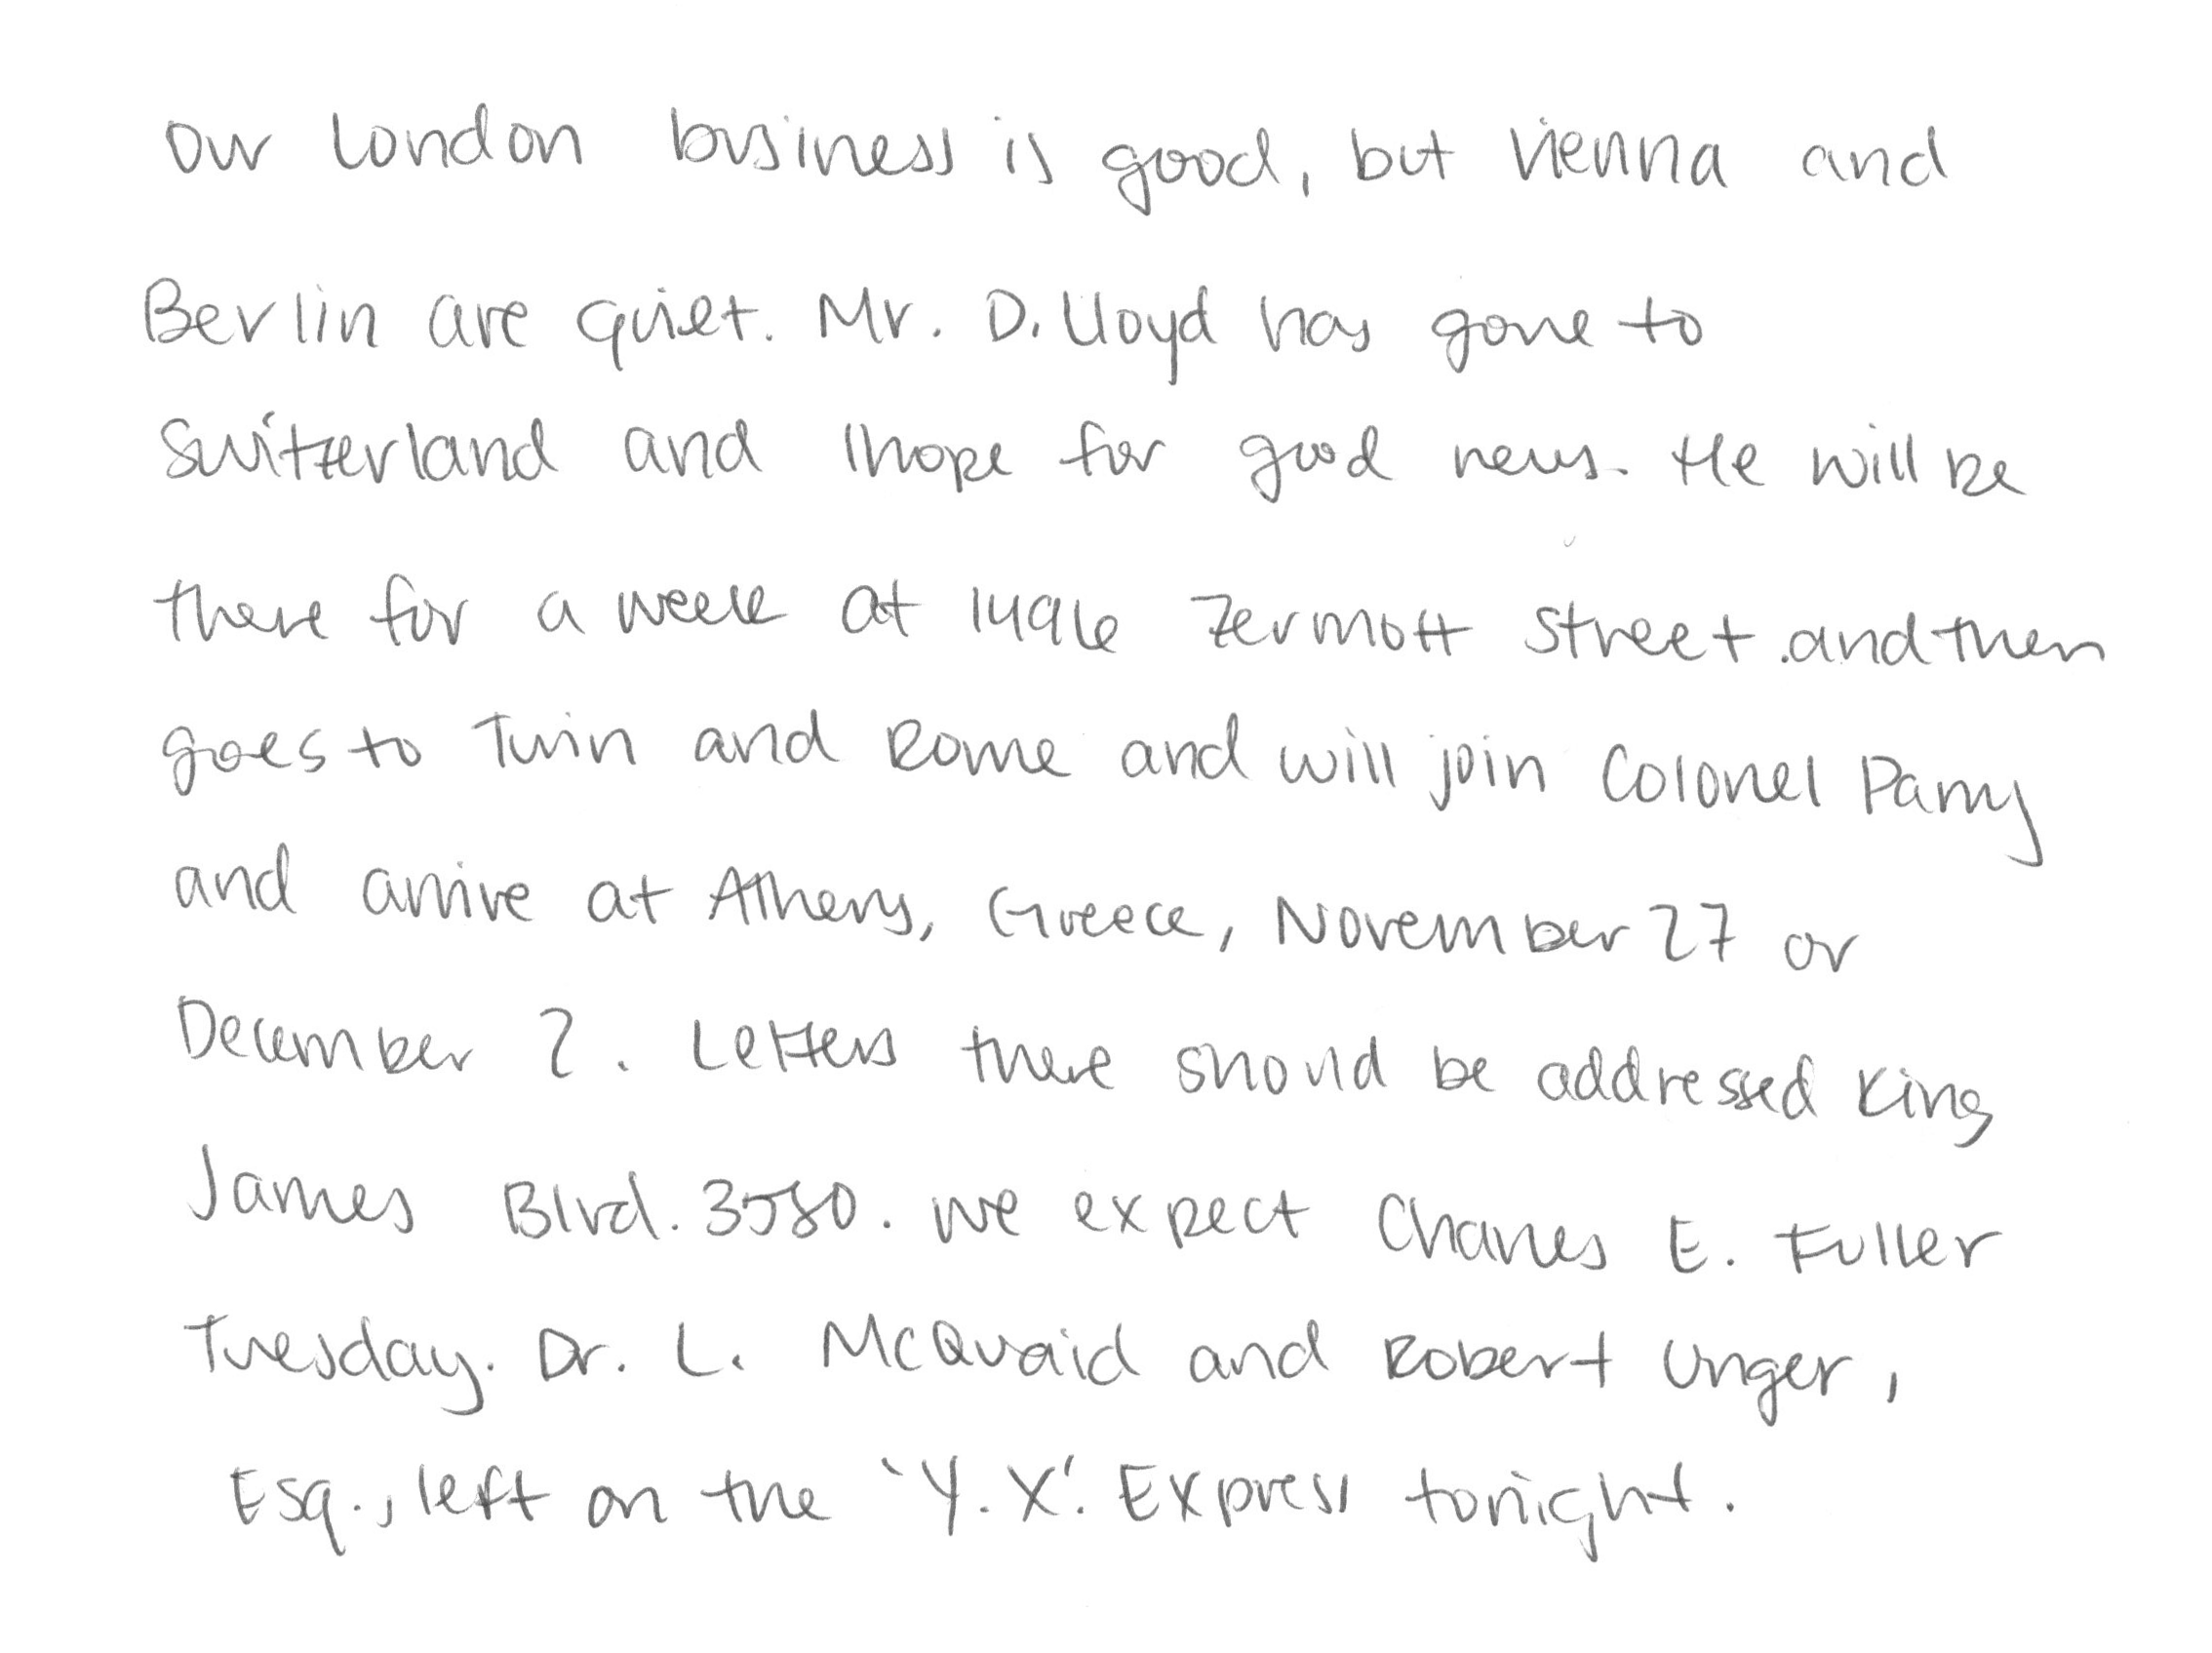 Our London business is good, but Vienna and
Berlin are quiet. Mr. D. Lloyd has gone to
Switzerland and I hope for good news. He will be
there for a week at 1496 Zermott Street and then
goes to Turin and Rome and will join Colonel Parry
and arrive at Athens, Greece, November 27 or
December 2. Letters there should be addressed King
James Blvd. 3580. We expect Charles E. Fuller
Tuesday. Dr. L. McQuaid and Robert Unger,
Esq., left on the 'Y. X.' Express tonight.